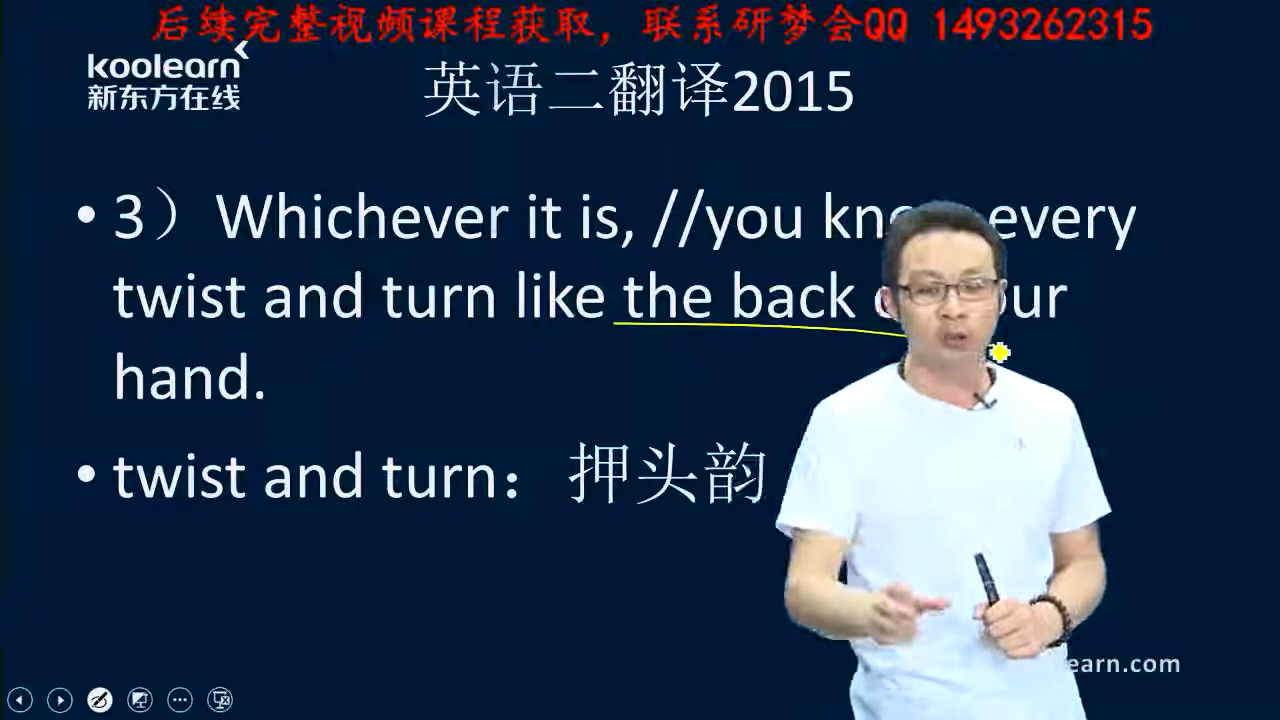 后续完整视频课程获取，联系研梦会QQ 1493262315
koolearn
新东方在线
英语二翻译2015
• 3）Whichever it is, //you every
twist and turn like the back
hand.
• twist and turn：押头韵
earn.com